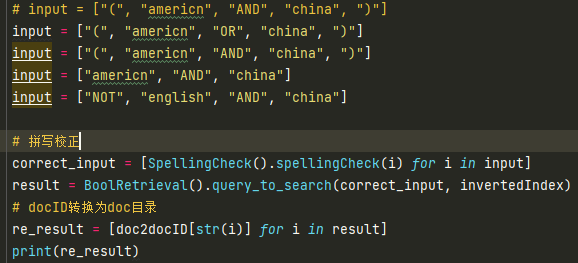 # input = ["(", "americn", "AND", "china", ")"]
input = ["(", "americn", "OR", "china", ")"]
input = ["(", "americn", "AND", "china", ")"]
input = ["americn", "AND", "china"]
input = ["NOT", "english", "AND", "china"]
# 拼写校正
correct_input = [SpellingCheck().spellingCheck(i) for i in input]
result = BoolRetrieval().query_to_search(correct_input, invertedIndex)
# docID转换为doc目录
re_result = [doc2docID[str(i)] for i in result]
print(re_result)